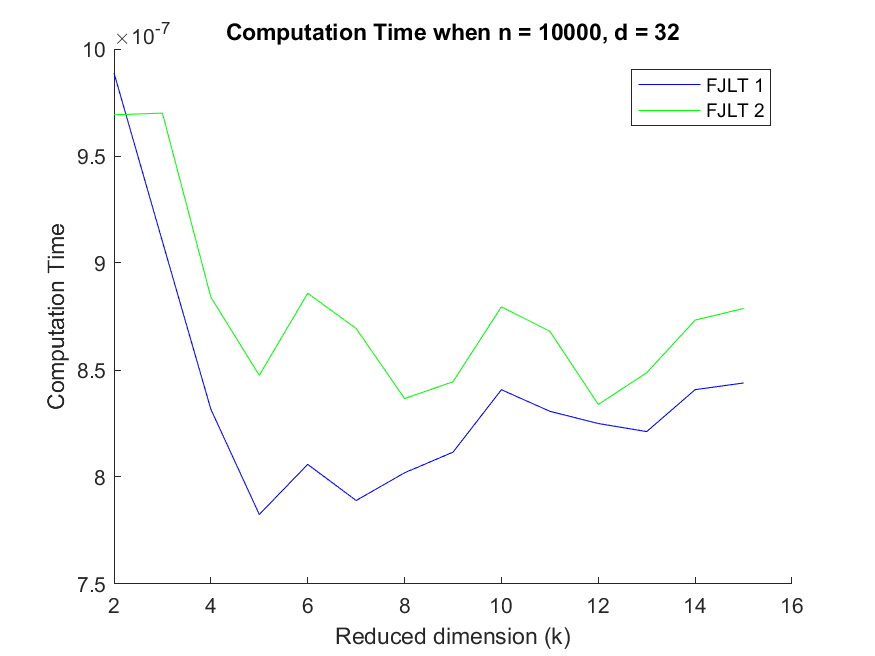 Computation Time when n = 10000, d = 32
×10-7
10
9.5
9
8.5
8
7.5
Computation Time
FJLT 1
FJLT 2
2 4 6 8 10 12 14 16
Reduced dimension (k)